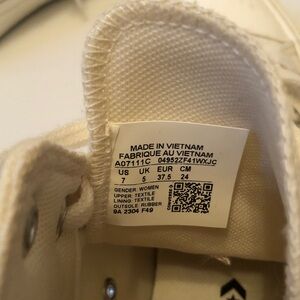 MADE IN VIETNAM
FABRIQUE AU VIETNAM
A07111C 04952ZF41WXJC
US UK EUR CM
7 5 37.5 24
GENDER: WOMEN
UPPER: TEXTILE
LINING: TEXTILE
OUTSOLE: RUBBER
9A 2304 F49